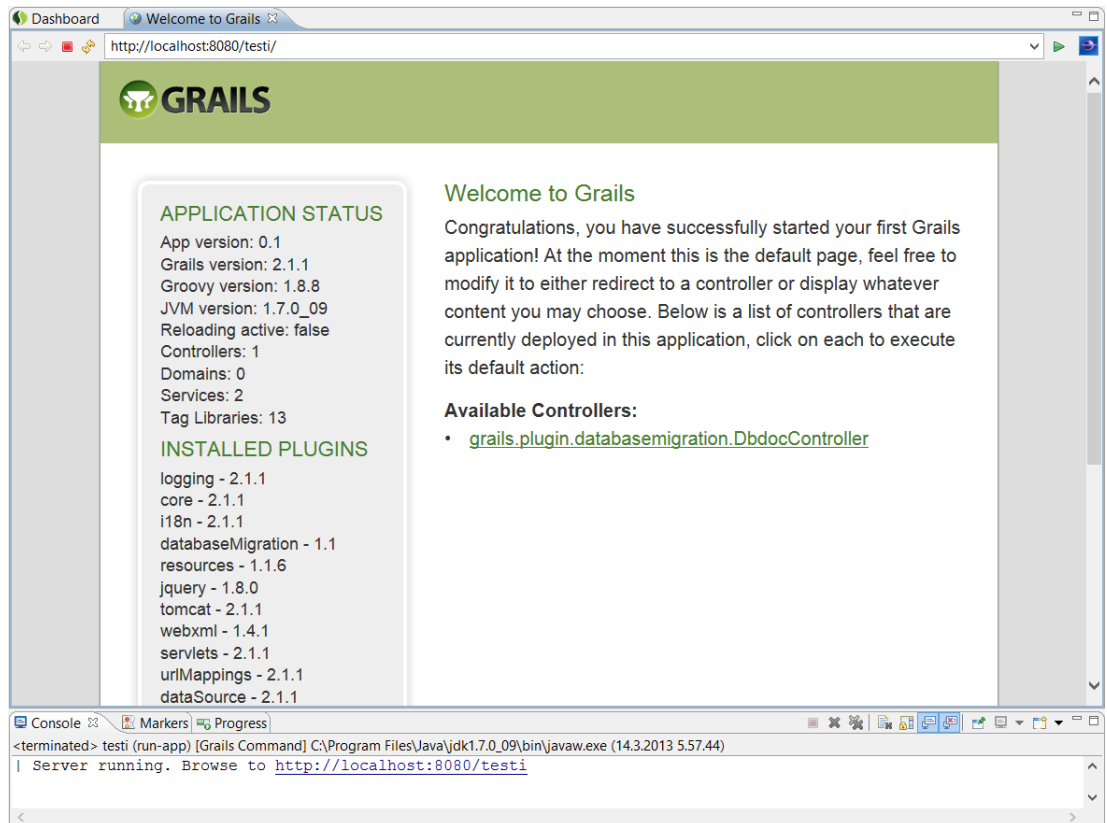 Dashboard
Welcome to Grails
http://localhost:8080/testi/
GRAILS
APPLICATION STATUS
App version: 0.1
Grails version: 2.1.1
Groovy version: 1.8.8
JVM version: 1.7.0_09
Reloading active: false
Controllers: 1
Domains: 0
Services: 2
Tag Libraries: 13
INSTALLED PLUGINS
logging - 2.1.1
core - 2.1.1
i18n - 2.1.1
databaseMigration - 1.1
resources - 1.1.6
jquery - 1.8.0
tomcat - 2.1.1
webxml - 1.4.1
servlets - 2.1.1
urlMappings - 2.1.1
dataSource - 2.1.1
Welcome to Grails
Congratulations, you have successfully started your first Grails
application! At the moment this is the default page, feel free to
modify it to either redirect to a controller or display whatever
content you may choose. Below is a list of controllers that are
currently deployed in this application, click on each to execute
its default action:
Available Controllers:
• grails.plugin.databasemigration.DbdocController
Console
Markers
Progress
<terminated> testi (run-app) [Grails Command] C:\Program Files\Java\jdk1.7.0_09\bin\javaw.exe (14.3.2013 5.57.44)
| Server running. Browse to http://localhost:8080/testi